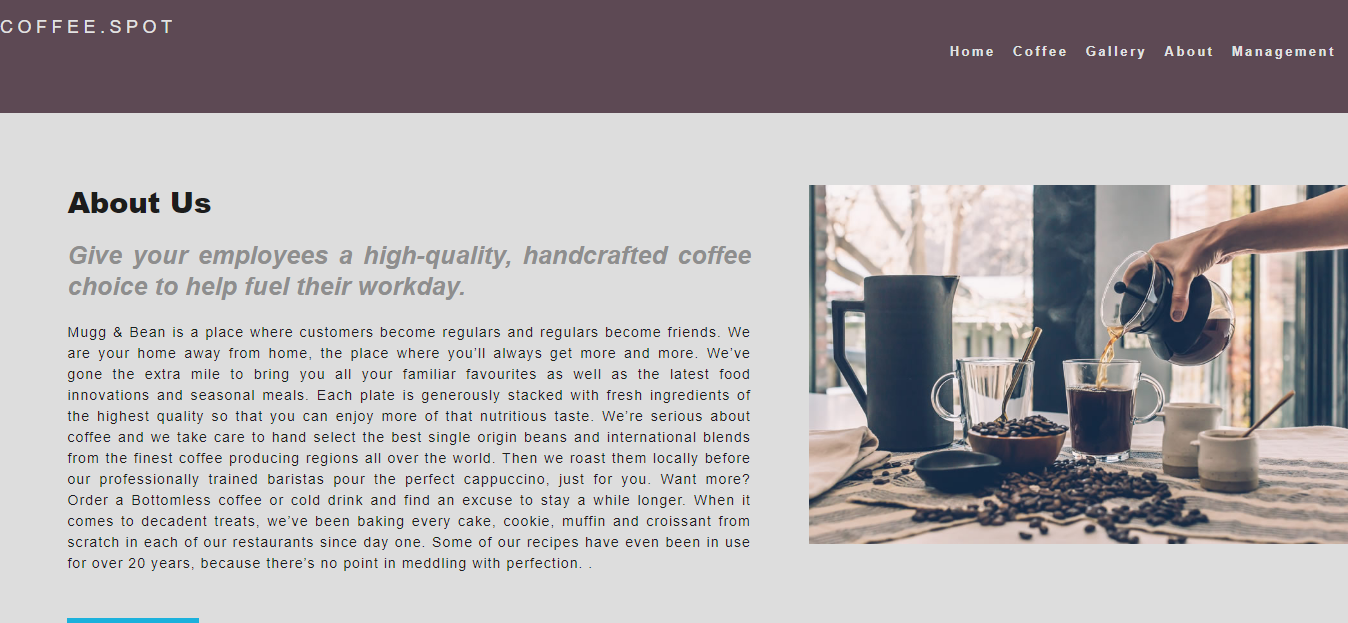 COFFEE.SPOT
Home Coffee Gallery About Management
About Us
Give your employees a high-quality, handcrafted coffee
choice to help fuel their workday.
Mugg & Bean is a place where customers become regulars and regulars become friends. We
are your home away from home, the place where you’ll always get more and more. We’ve
gone the extra mile to bring you all your familiar favourites as well as the latest food
innovations and seasonal meals. Each plate is generously stacked with fresh ingredients of
the highest quality so that you can enjoy more of that nutritious taste. We’re serious about
coffee and we take care to hand select the best single origin beans and international blends
from the finest coffee producing regions all over the world. Then we roast them locally before
our professionally trained baristas pour the perfect cappuccino, just for you. Want more?
Order a Bottomless coffee or cold drink and find an excuse to stay a while longer. When it
comes to decadent treats, we’ve been baking every cake, cookie, muffin and croissant from
scratch in each of our restaurants since day one. Some of our recipes have even been in use
for over 20 years, because there’s no point in meddling with perfection. .